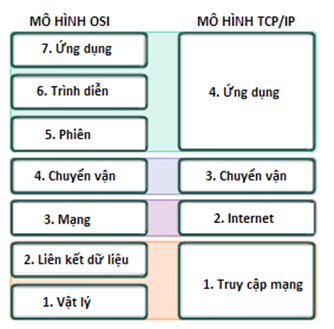 MÔ HÌNH OSI
MÔ HÌNH TCP/IP
7. Ứng dụng
6. Trình diễn
5. Phiên
4. Ứng dụng
4. Chuyển vận
3. Chuyển vận
3. Mạng
2. Internet
2. Liên kết dữ liệu
1. Vật lý
1. Truy cập mạng